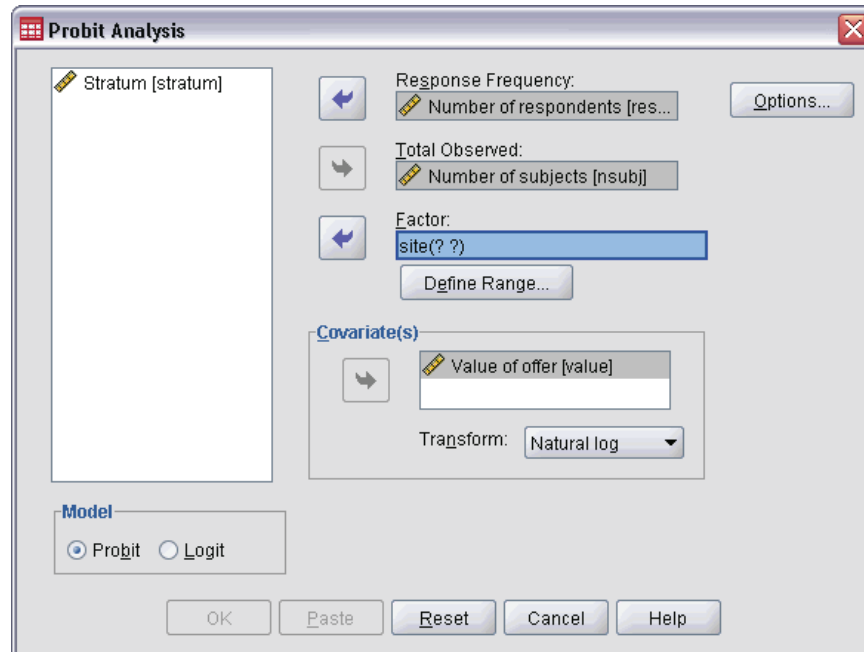 Probit Analysis
Stratum [stratum]
Response Frequency:
Number of respondents [res...
Options...
Total Observed:
Number of subjects [nsubj]
Factor:
site(? ?)
Define Range...
Covariate(s)
Value of offer [value]
Transform:
Natural log
Model
Probit
Logit
OK
Paste
Reset
Cancel
Help